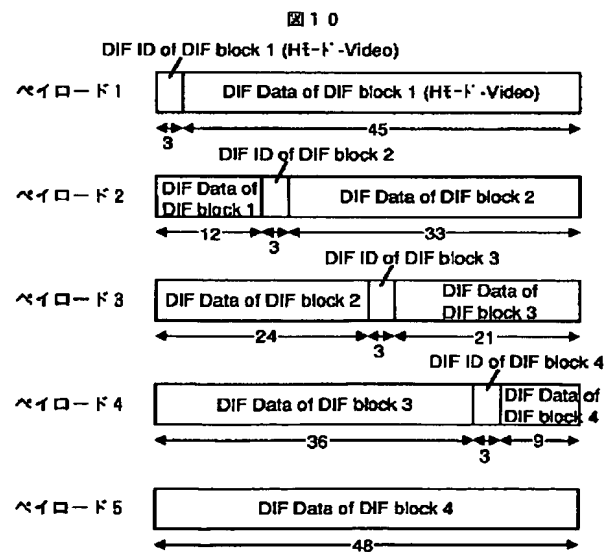 図１０
DIF ID of DIF block 1 (Hﾓｰﾄﾞ-Video)
ペイロード１
DIF Data of DIF block 1 (Hﾓｰﾄﾞ-Video)
3
45
DIF ID of DIF block 2
ペイロード２
DIF Data of
DIF block 1
DIF Data of DIF block 2
12
3
33
DIF ID of DIF block 3
ペイロード３
DIF Data of DIF block 2
DIF Data of
DIF block 3
24
3
21
DIF ID of DIF block 4
ペイロード４
DIF Data of DIF block 3
DIF Data of
DIF block 4
36
3
9
ペイロード５
DIF Data of DIF block 4
48